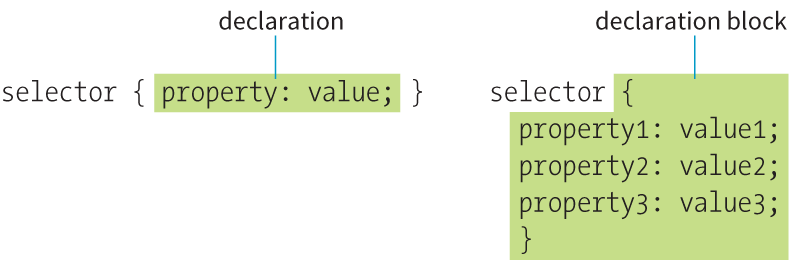 declaration
selector { property: value; }
declaration block
selector {
property1: value1;
property2: value2;
property3: value3;
}